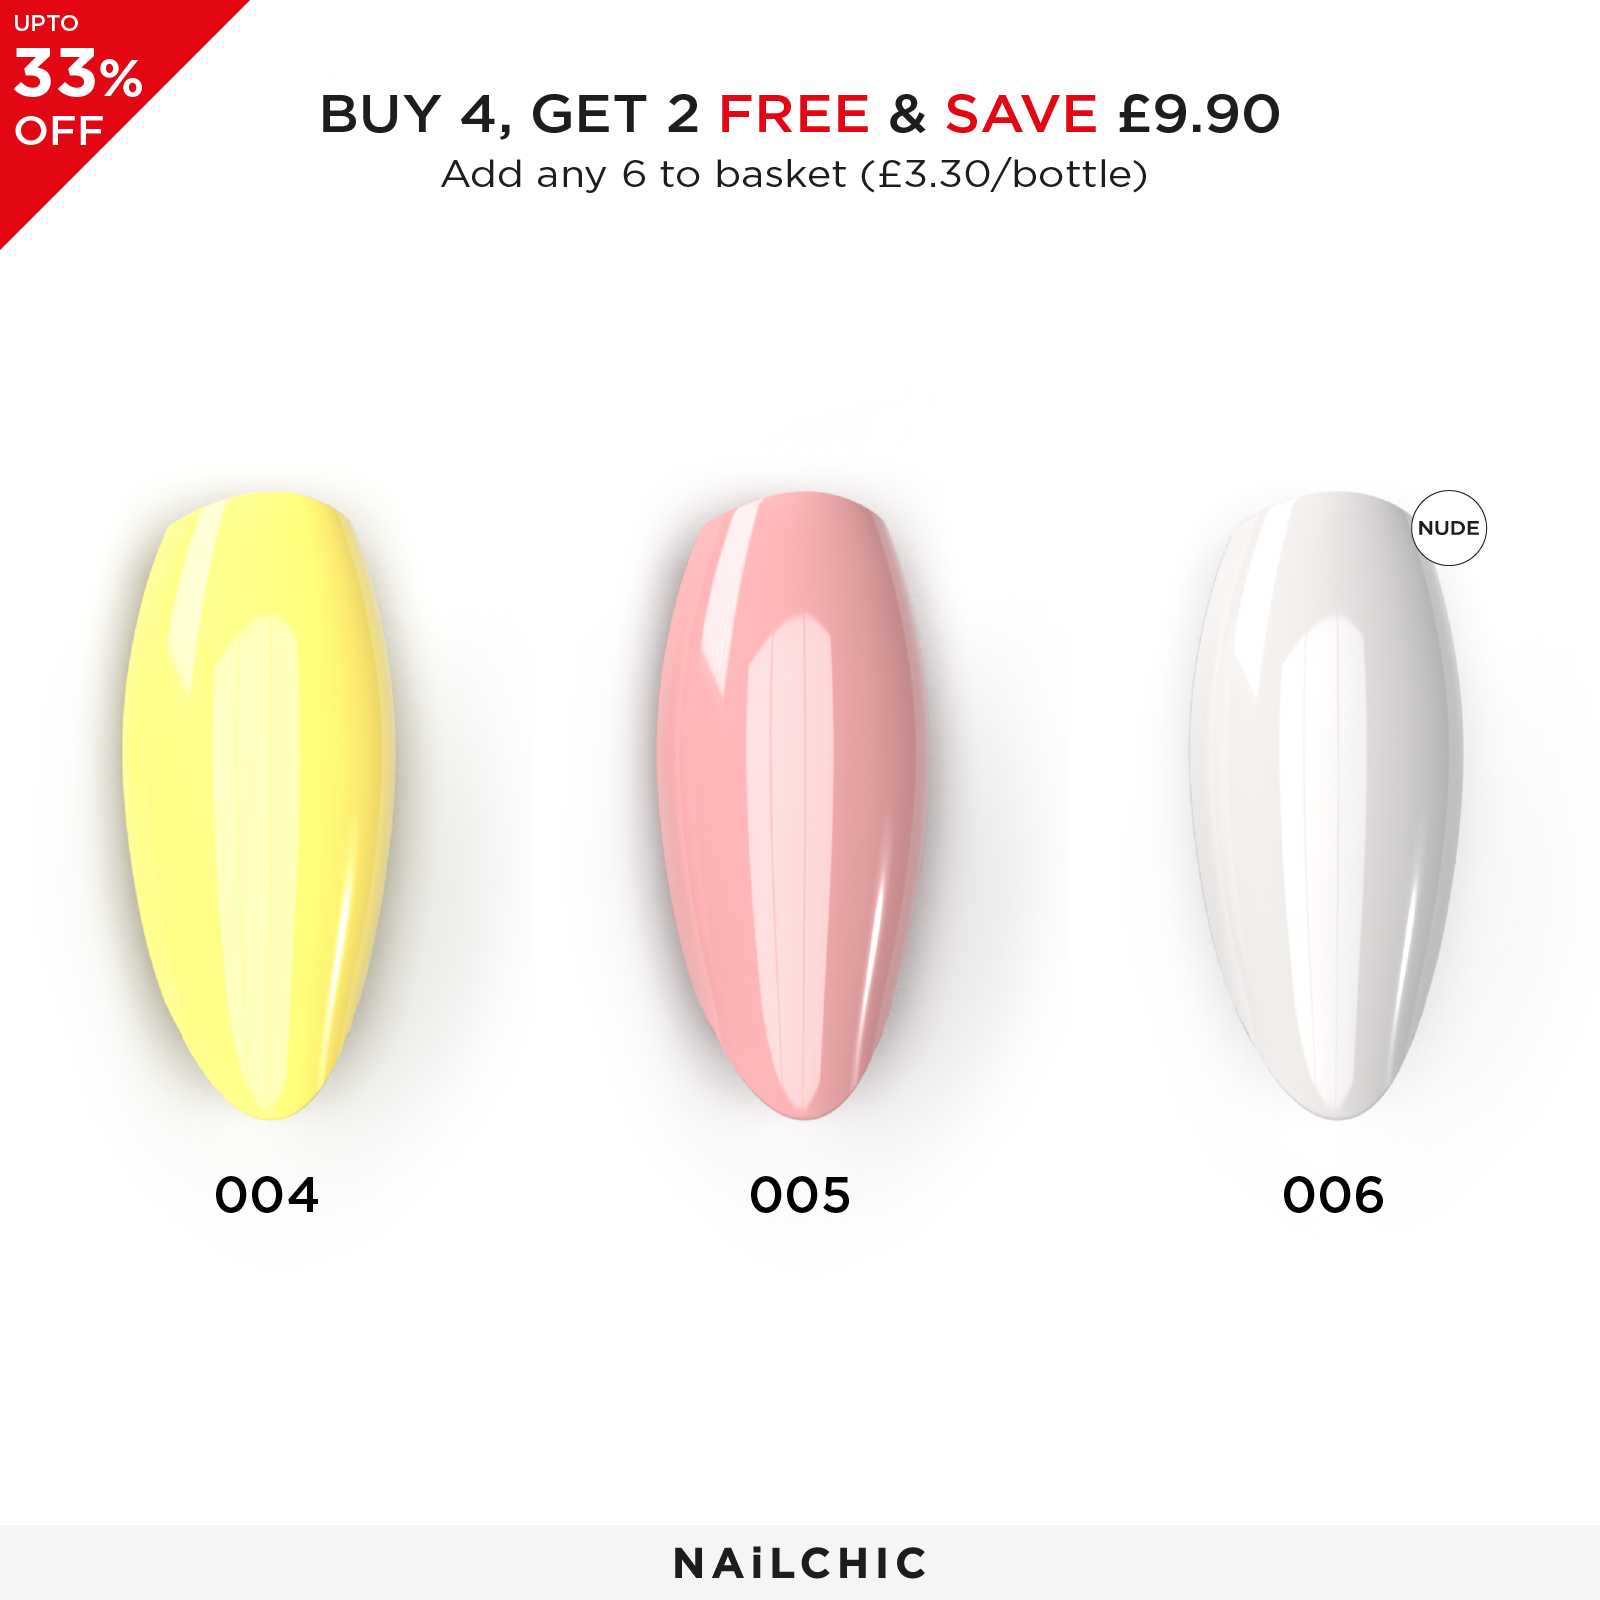 UPTO
33%
OFF
BUY 4, GET 2 FREE & SAVE £9.90
Add any 6 to basket (£3.30/bottle)
NUDE
004
005
006
NAiLCHIC